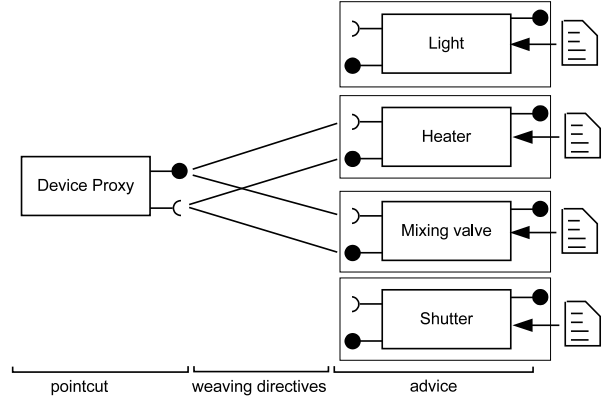 Light
Heater
Device Proxy
Mixing valve
Shutter
pointcut
weaving directives
advice